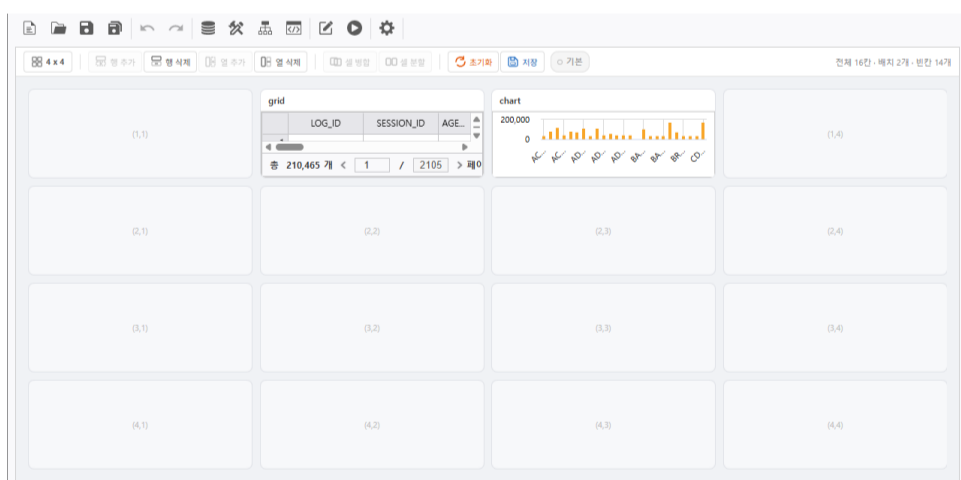 4 x 4 행 추가 행 삭제 열 추가 열 삭제 셀 병합 셀 분할 초기화 저장 기본 전체 16칸 · 배치 2개 · 빈칸 14개
(1,1)
grid
LOG_ID SESSION_ID AGE...
총 210,465 개 < 1 / 2105 > 페이
chart
200,000
0
AC... AC... AD... AD... AD... BA... BA... BR... CD...
(1,4)
(2,1) (2,2) (2,3) (2,4)
(3,1) (3,2) (3,3) (3,4)
(4,1) (4,2) (4,3) (4,4)